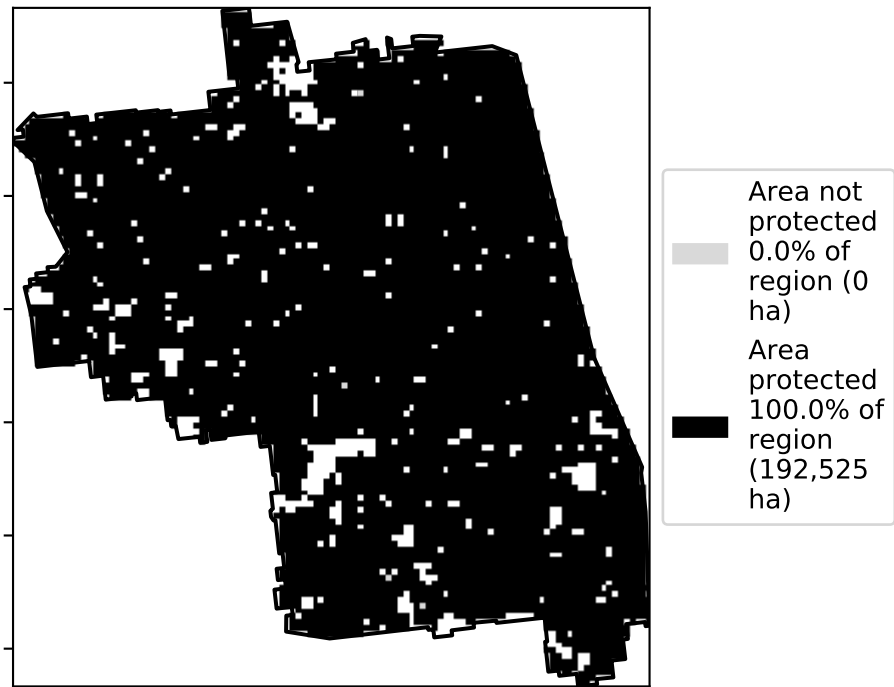 Area not
protected
0.0% of
region (0
ha)
Area
protected
100.0% of
region
(192,525
ha)